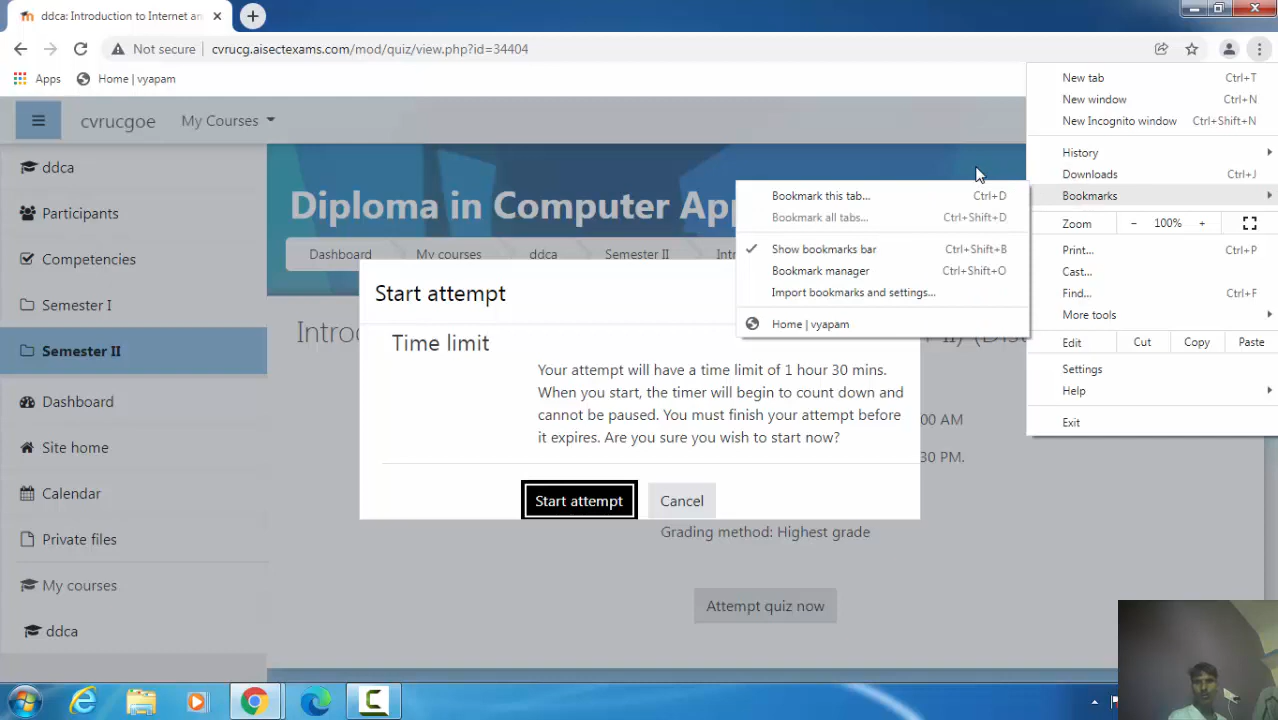 ddca: Introduction to Internet an
Not secure
cvrucg.aisectexams.com/mod/quiz/view.php?id=34404
Apps
Home | vyapam
cvrucgoe
My Courses
ddca
Participants
Competencies
Semester I
Semester II
Dashboard
Site home
Calendar
Private files
My courses
ddca
Diploma in Computer App
Dashboard
My courses
ddca
Semester II
Start attempt
Time limit
Your attempt will have a time limit of 1 hour 30 mins.
When you start, the timer will begin to count down and
cannot be paused. You must finish your attempt before
it expires. Are you sure you wish to start now?
Start attempt
Cancel
00 AM
30 PM.
Grading method: Highest grade
Attempt quiz now
Bookmark this tab... Ctrl+D
Bookmark all tabs... Ctrl+Shift+D
Show bookmarks bar Ctrl+Shift+B
Bookmark manager Ctrl+Shift+O
Import bookmarks and settings...
Home | vyapam
New tab Ctrl+T
New window Ctrl+N
New Incognito window Ctrl+Shift+N
History
Downloads Ctrl+J
Bookmarks
Zoom − 100% +
Print... Ctrl+P
Cast...
Find... Ctrl+F
More tools
Edit Cut Copy Paste
Settings
Help
Exit